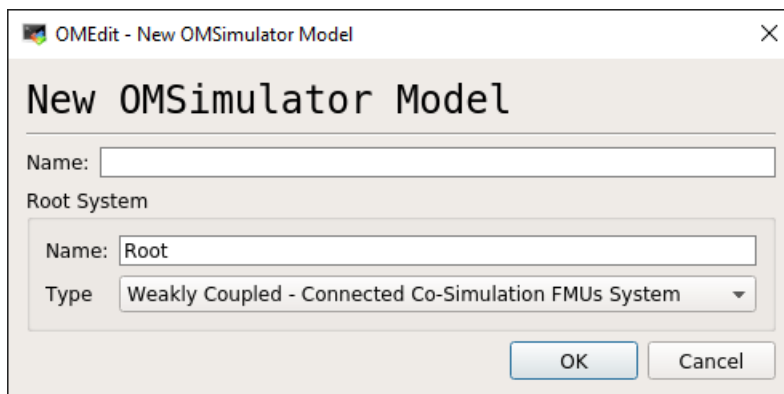 OMEdit - New OMSimulator Model
New OMSimulator Model
Name:
Root System
Name: Root
Type Weakly Coupled - Connected Co-Simulation FMUs System
OK Cancel